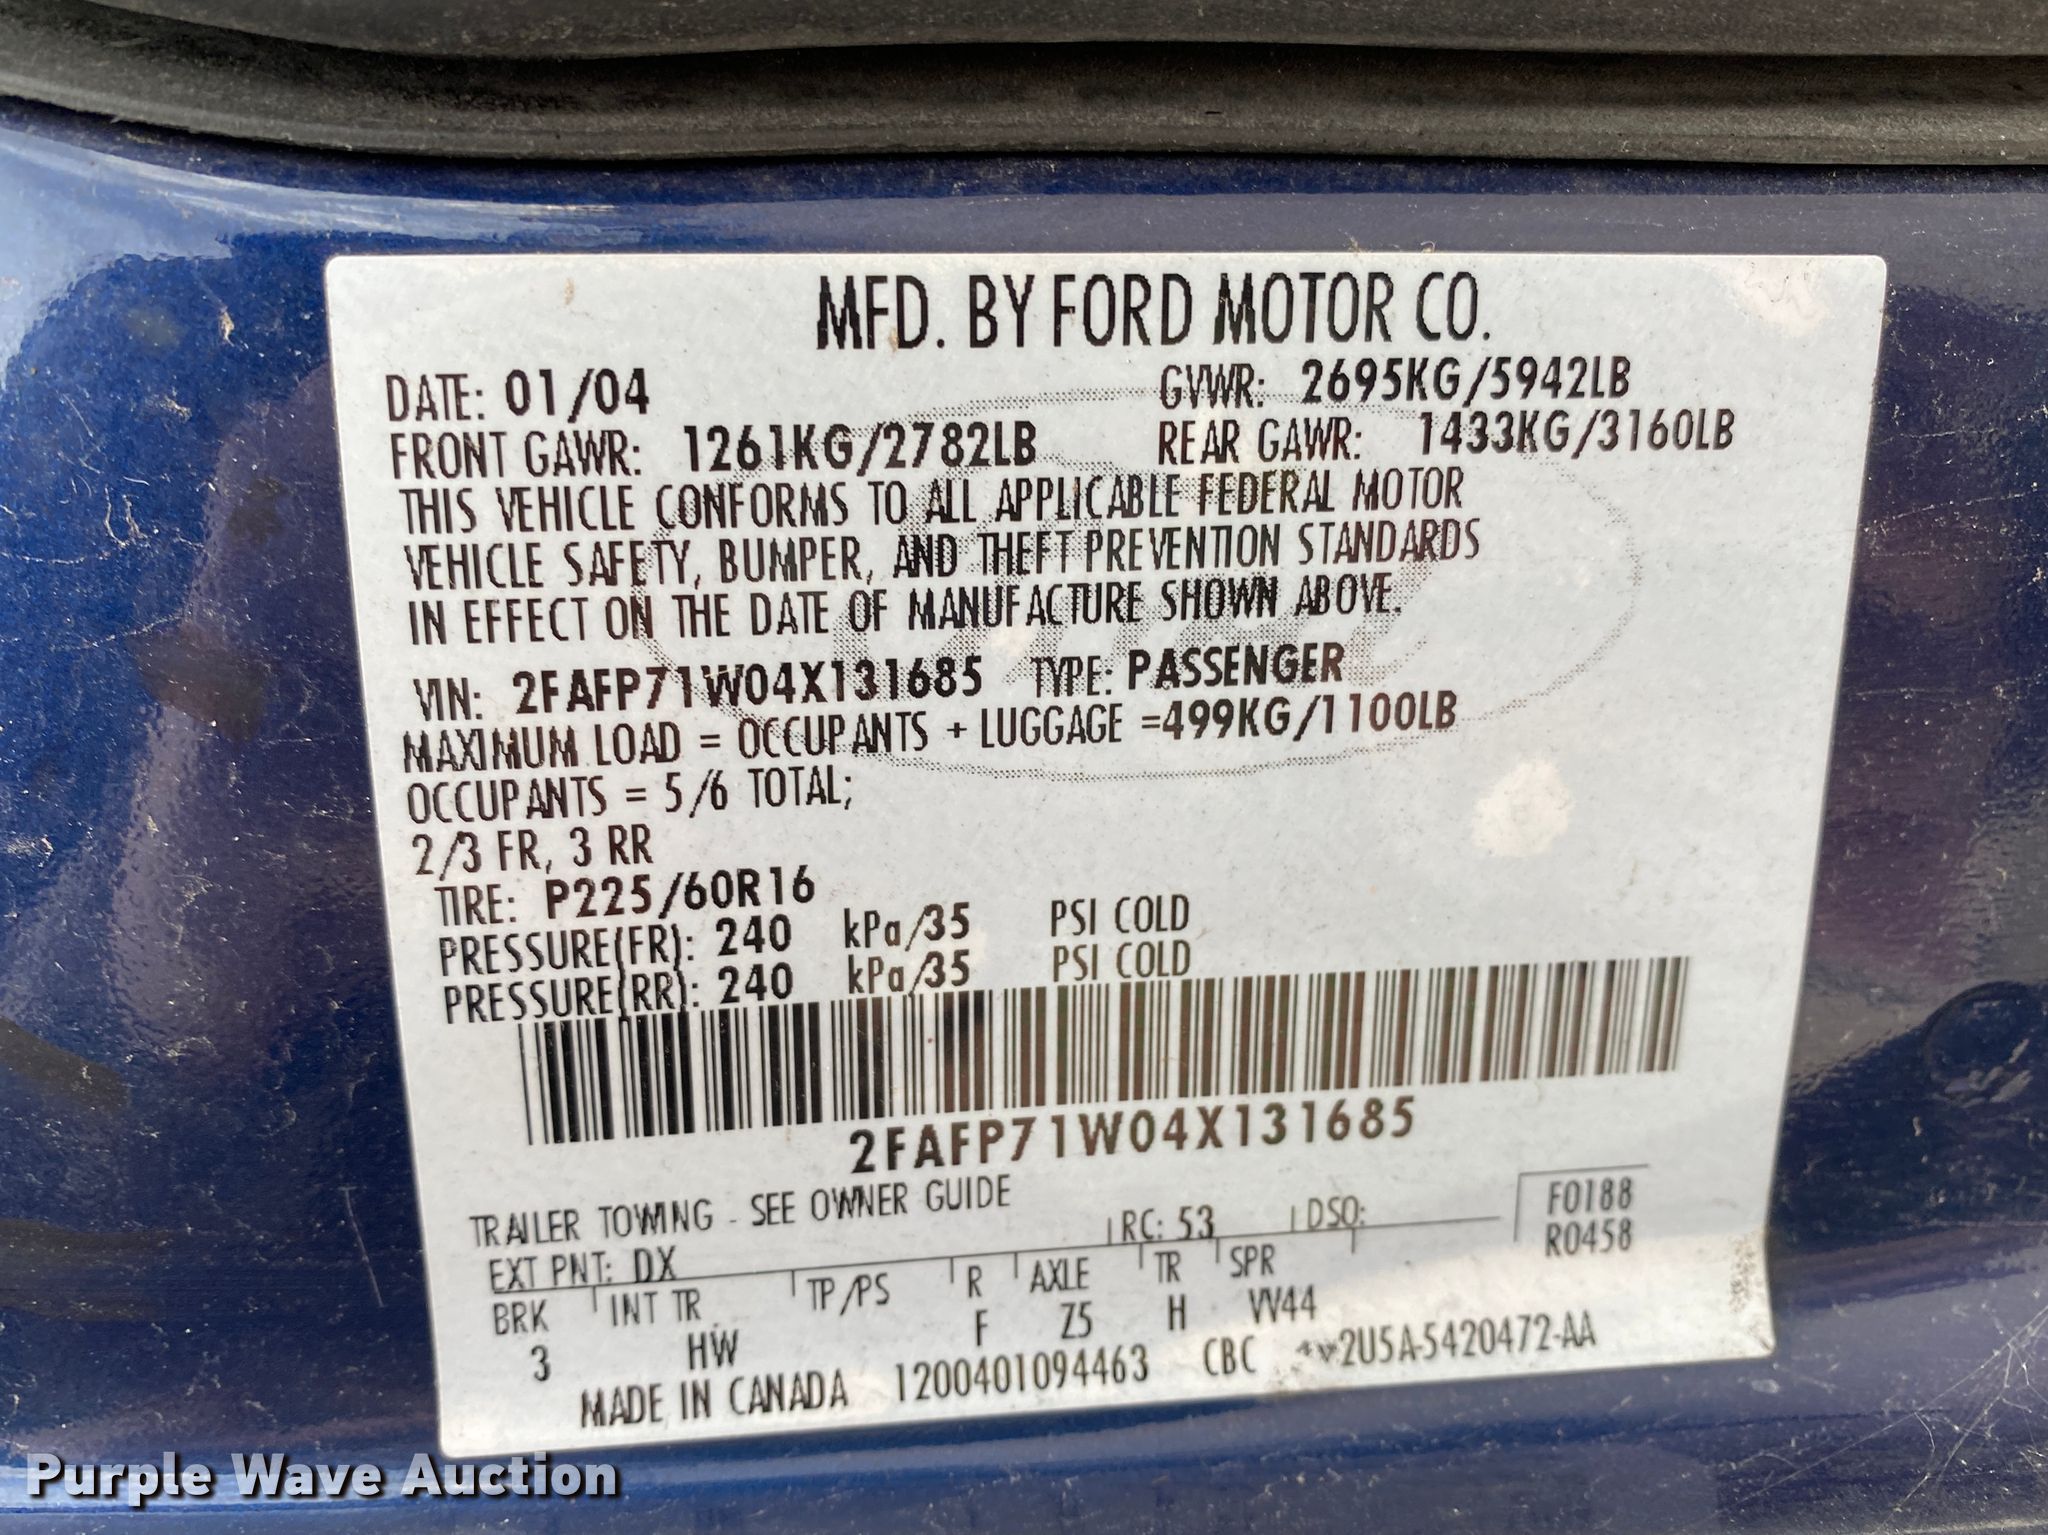 MFD. BY FORD MOTOR CO.
DATE: 01/04 GVWR: 2695KG/5942LB
FRONT GAWR: 1261KG/2782LB REAR GAWR: 1433KG/3160LB
THIS VEHICLE CONFORMS TO ALL APPLICABLE FEDERAL MOTOR
VEHICLE SAFETY, BUMPER, AND THEFT PREVENTION STANDARDS
IN EFFECT ON THE DATE OF MANUFACTURE SHOWN ABOVE.
VIN: 2FAFP71W04X131685 TYPE: PASSENGER
MAXIMUM LOAD = OCCUPANTS + LUGGAGE =499KG/1100LB
OCCUPANTS = 5/6 TOTAL;
2/3 FR, 3 RR
TIRE: P225/60R16
PRESSURE(FR): 240 kPa/35 PSI COLD
PRESSURE(RR): 240 kPa/35 PSI COLD
2FAFP71W04X131685
TRAILER TOWING - SEE OWNER GUIDE
F0188
EXT PNT: DX RC: 53 DSO:
R0458
BRK INT TR TP/PS R AXLE TR SPR
3 HW F Z5 H VV44
MADE IN CANADA 1200401094463 CBC 2U5A-5420472-AA
Purple Wave Auction